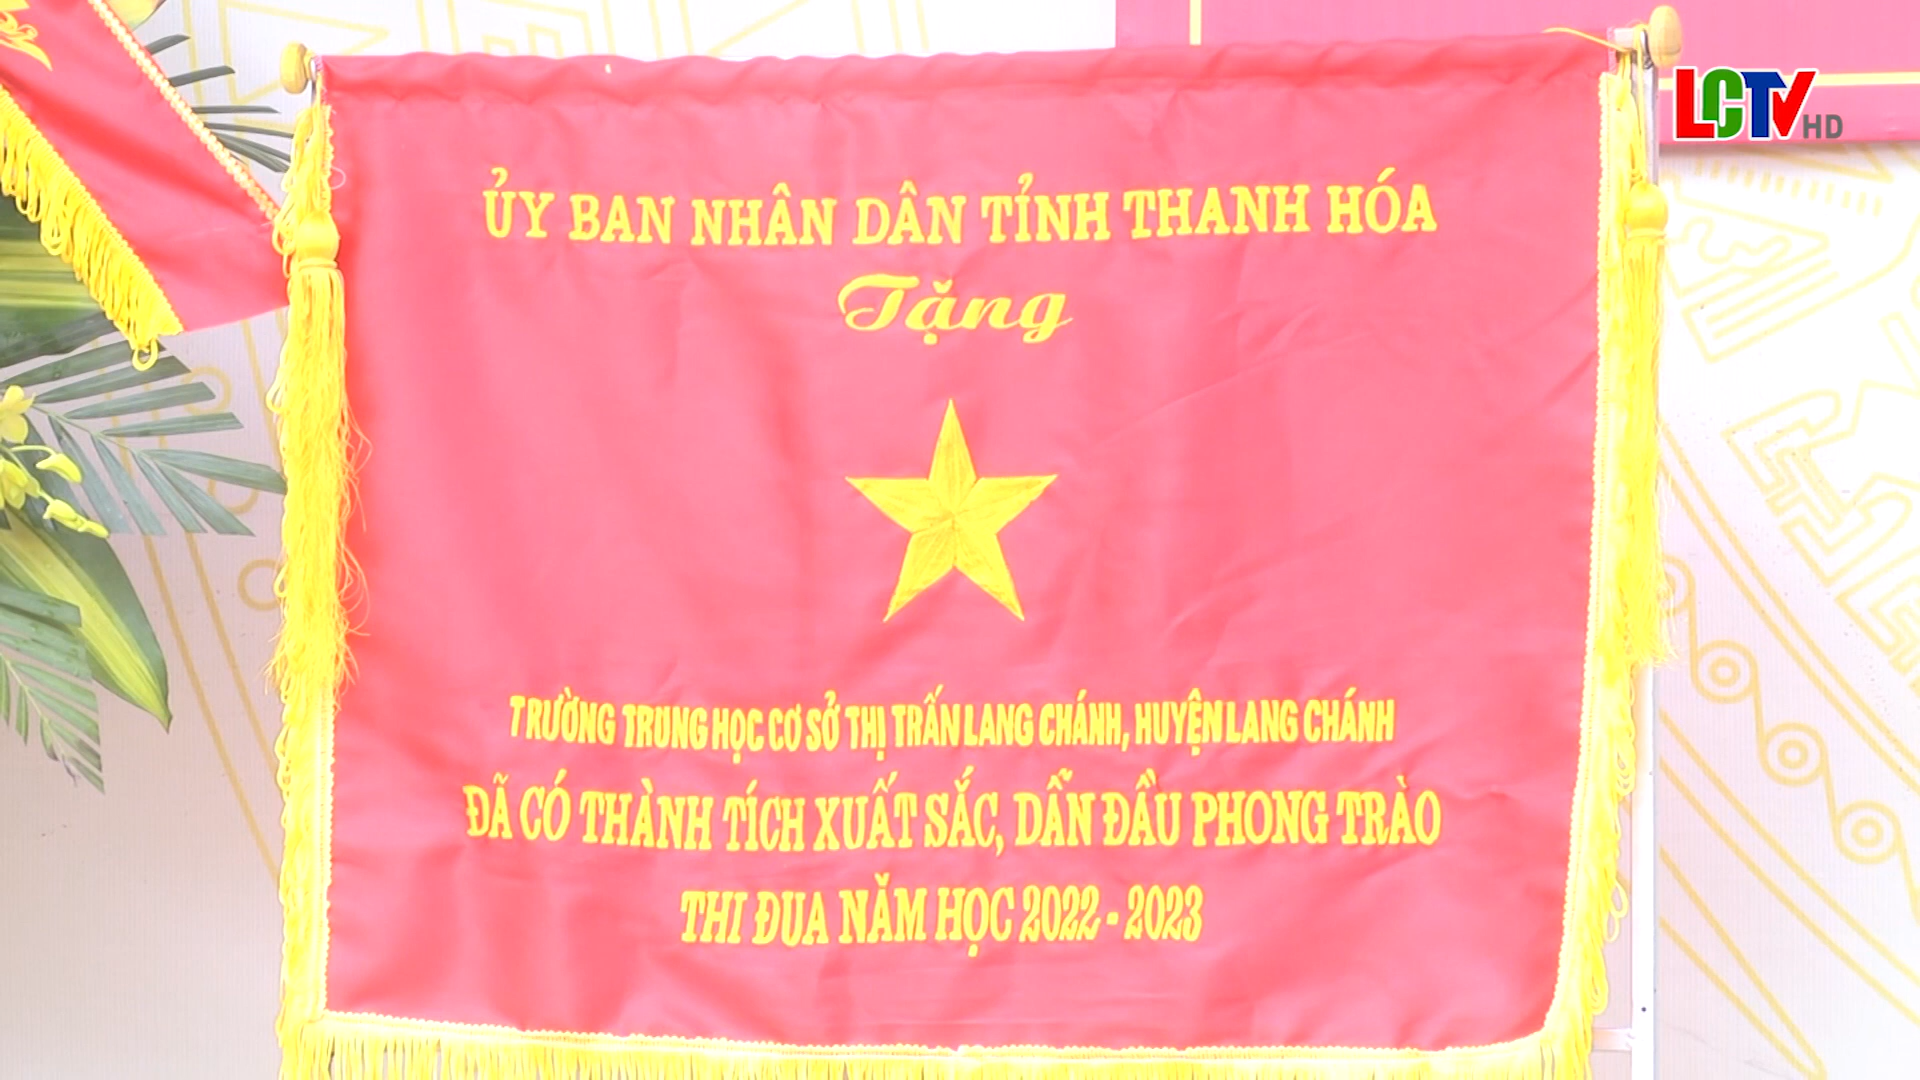 LCTV HD
ỦY BAN NHÂN DÂN TỈNH THANH HÓA
Tặng
TRƯỜNG TRUNG HỌC CƠ SỞ THỊ TRẤN LANG CHÁNH, HUYỆN LANG CHÁNH
ĐÃ CÓ THÀNH TÍCH XUẤT SẮC, DẪN ĐẦU PHONG TRÀO
THI ĐUA NĂM HỌC 2022 - 2023